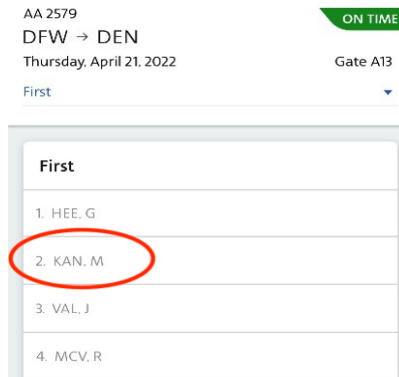 AA 2579
ON TIME
DFW → DEN
Thursday, April 21, 2022
Gate A13
First
First
1. HEE, G
2. KAN, M
3. VAL, J
4. MCV, R